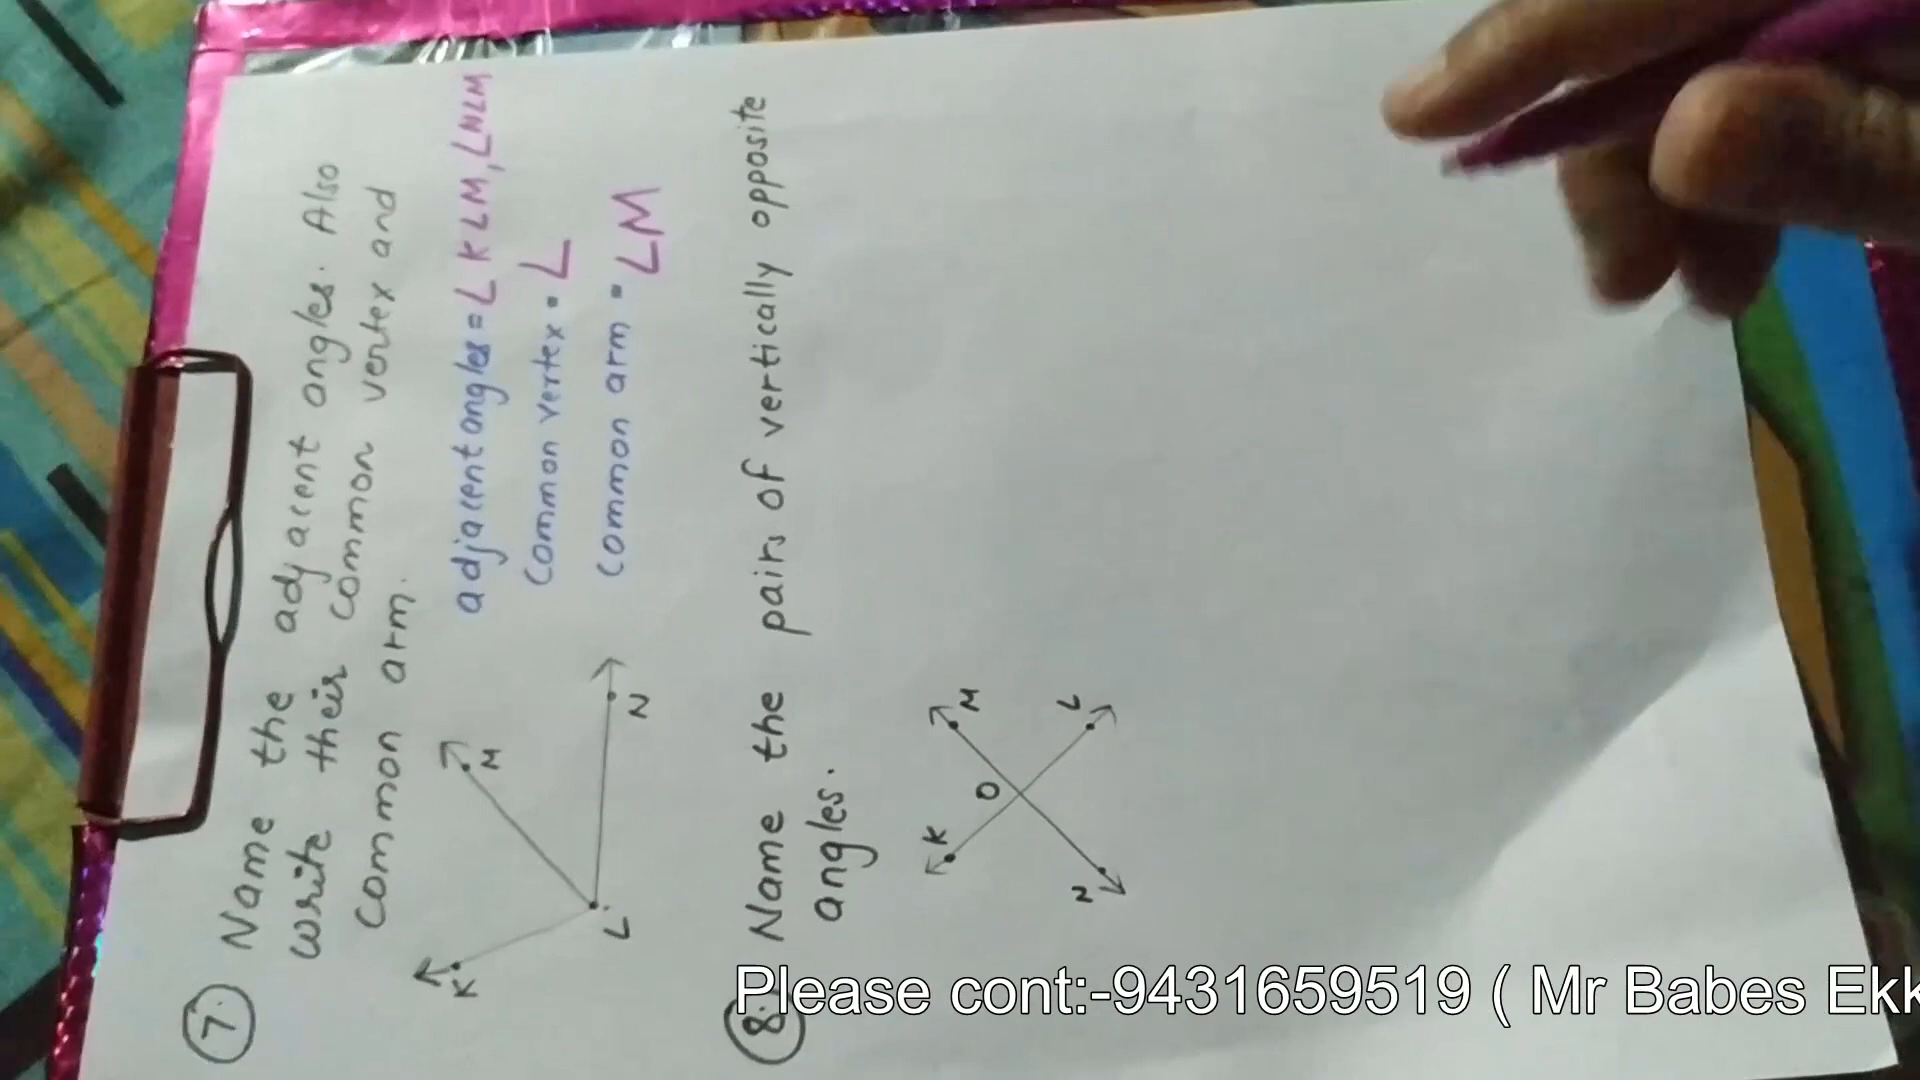 7. Name the adjacent angles. Also
write their common vertex and
common arm.
K
M
L
N
adjacent angles = ∠KLM, ∠NLM
Common vertex = L
Common arm = LM
8. Name the pairs of vertically opposite
angles.
K
M
O
N
L
Please cont:-9431659519 ( Mr Babes Ekk